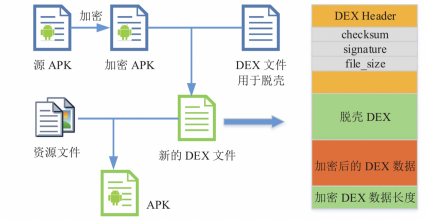 加密
源 APK
加密 APK
DEX 文件
用于脱壳
资源文件
新的 DEX 文件
APK
DEX Header
checksum
signature
file_size
脱壳 DEX
加密后的 DEX 数据
加密 DEX 数据长度